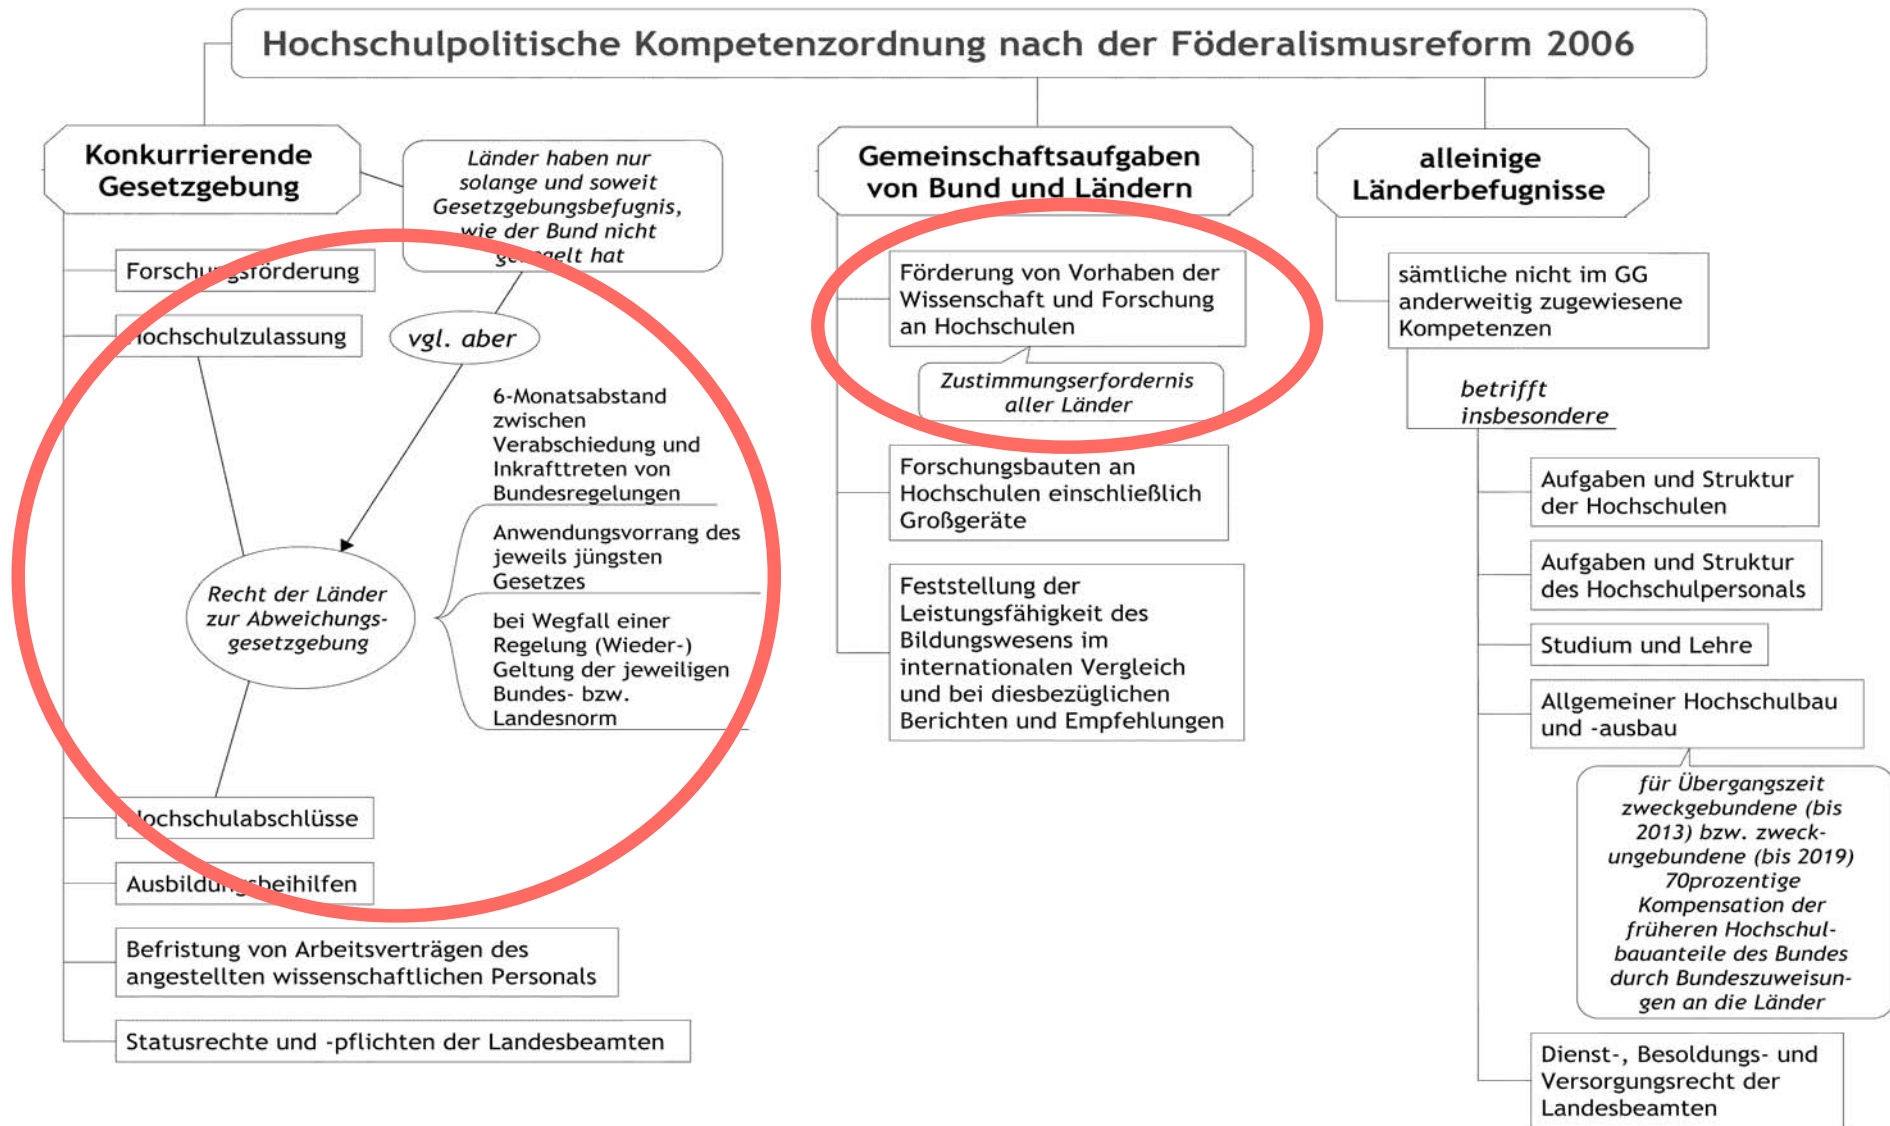 Hochschulpolitische Kompetenzordnung nach der Föderalismusreform 2006
Konkurrierende
Gesetzgebung
Länder haben nur
solange und soweit
Gesetzgebungsbefugnis,
wie der Bund nicht
geregelt hat
Forschungsförderung
Hochschulzulassung
vgl. aber
6-Monatsabstand
zwischen
Verabschiedung und
Inkrafttreten von
Bundesregelungen
Anwendungsvorrang des
jeweils jüngsten
Gesetzes
Recht der Länder
zur Abweichungs-
gesetzgebung
bei Wegfall einer
Regelung (Wieder-)
Geltung der jeweiligen
Bundes- bzw.
Landesnorm
Hochschulabschlüsse
Ausbildungsbeihilfen
Befristung von Arbeitsverträgen des
angestellten wissenschaftlichen Personals
Statusrechte und -pflichten der Landesbeamten
Gemeinschaftsaufgaben
von Bund und Ländern
Förderung von Vorhaben der
Wissenschaft und Forschung
an Hochschulen
Zustimmungserfordernis
aller Länder
Forschungsbauten an
Hochschulen einschließlich
Großgeräte
Feststellung der
Leistungsfähigkeit des
Bildungswesens im
internationalen Vergleich
und bei diesbezüglichen
Berichten und Empfehlungen
alleinige
Länderbefugnisse
sämtliche nicht im GG
anderweitig zugewiesene
Kompetenzen
betrifft
insbesondere
Aufgaben und Struktur
der Hochschulen
Aufgaben und Struktur
des Hochschulpersonals
Studium und Lehre
Allgemeiner Hochschulbau
und -ausbau
für Übergangszeit
zweckgebundene (bis
2013) bzw. zweck-
ungebundene (bis 2019)
70prozentige
Kompensation der
früheren Hochschul-
bauanteile des Bundes
durch Bundeszuweisun-
gen an die Länder
Dienst-, Besoldungs- und
Versorgungsrecht der
Landesbeamten